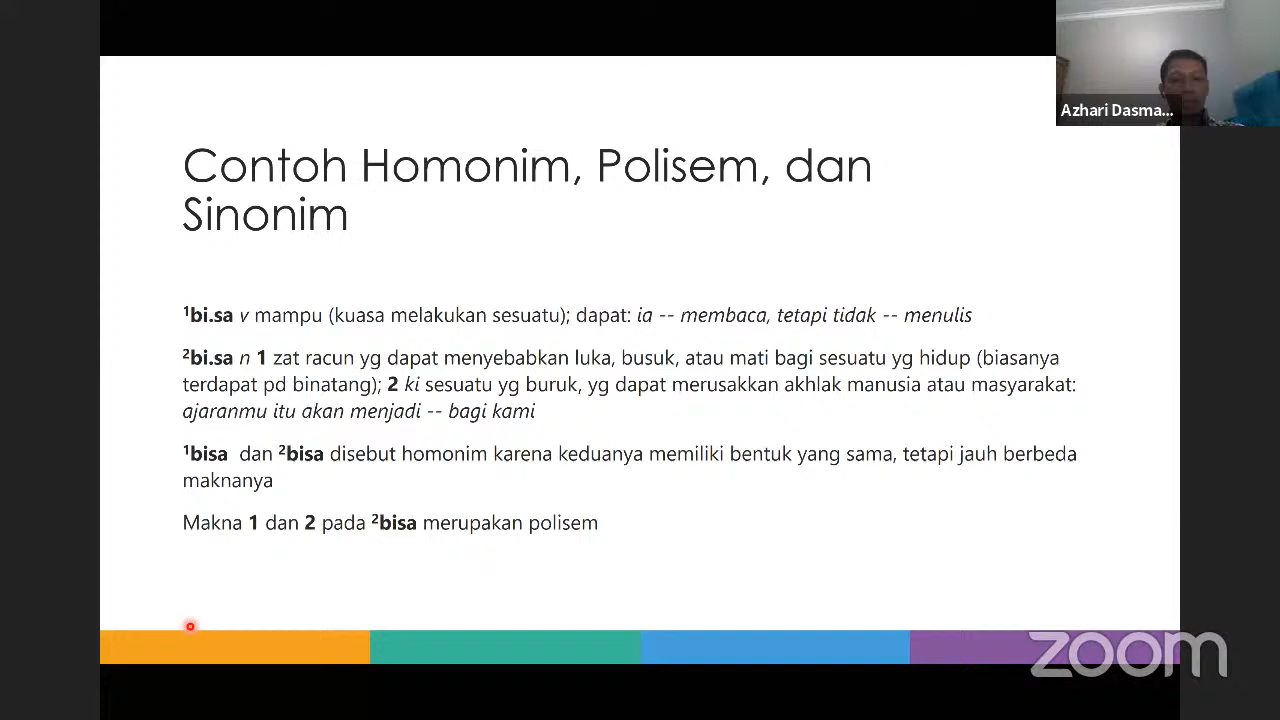 Azhari Dasma...
Contoh Homonim, Polisem, dan
Sinonim
¹bi.sa v mampu (kuasa melakukan sesuatu); dapat: ia -- membaca, tetapi tidak -- menulis
²bi.sa n 1 zat racun yg dapat menyebabkan luka, busuk, atau mati bagi sesuatu yg hidup (biasanya
terdapat pd binatang); 2 ki sesuatu yg buruk, yg dapat merusakkan akhlak manusia atau masyarakat:
ajaranmu itu akan menjadi -- bagi kami
¹bisa dan ²bisa disebut homonim karena keduanya memiliki bentuk yang sama, tetapi jauh berbeda
maknanya
Makna 1 dan 2 pada ²bisa merupakan polisem
zoom